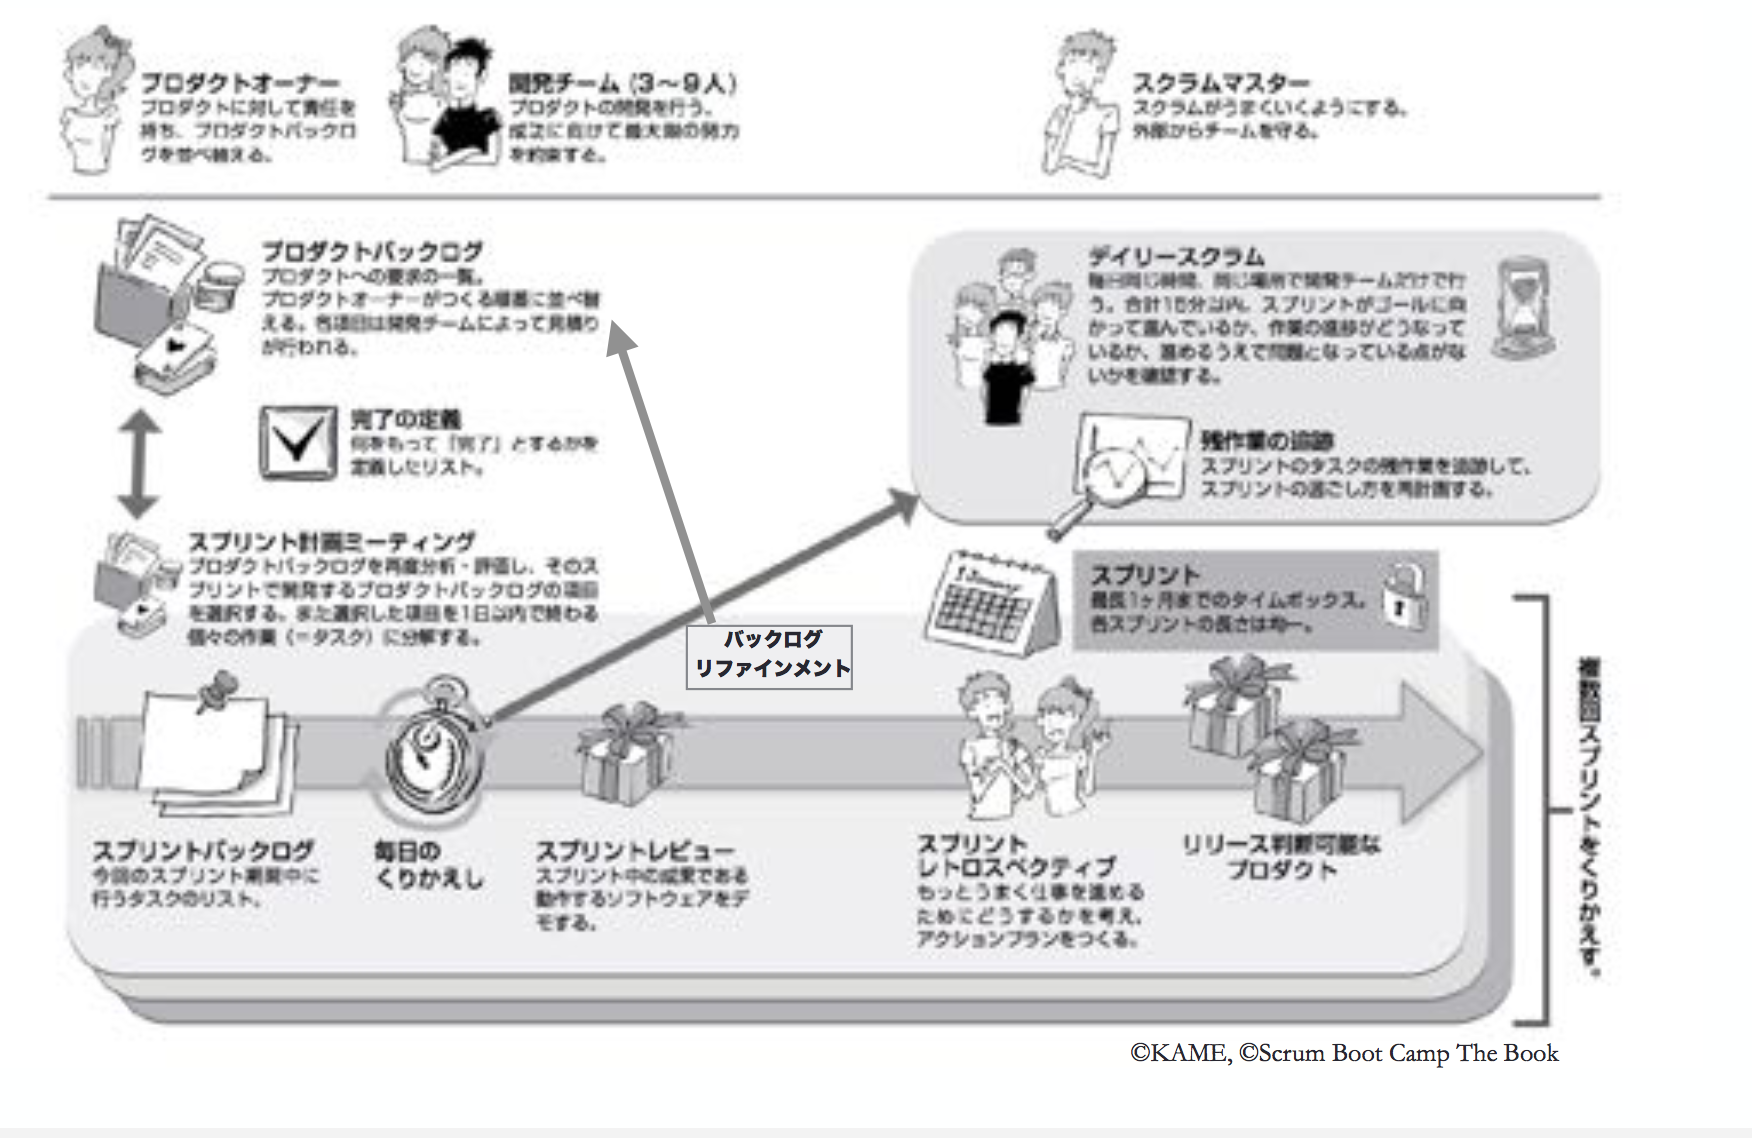 プロダクトオーナー
プロダクトに対して責任を
持ち、プロダクトバックロ
グを並べ替える。
開発チーム（3～9人）
プロダクトの開発を行う。
成功に向けて最大限の努力
を約束する。
スクラムマスター
スクラムがうまくいくようにする。
外部からチームを守る。
プロダクトバックログ
プロダクトへの要求の一覧。
プロダクトオーナーがつくる順番に並べ替
える。各項目は開発チームによって見積り
が行われる。
完了の定義
何をもって「完了」とするかを
定義したリスト。
スプリント計画ミーティング
プロダクトバックログを再度分析・評価し、そのス
プリントで開発するプロダクトバックログの項目
を選択する。また選択した項目を1日以内で終わる
個々の作業（＝タスク）に分解する。
デイリースクラム
毎日同じ時間、同じ場所で開発チームだけで行
う。合計15分以内。スプリントがゴールに向
かって進んでいるか、作業の進捗がどうなって
いるか、進めるうえで問題となっている点がな
いかを確認する。
残作業の追跡
スプリントのタスクの残作業を追跡して、
スプリントの過ごし方を再計画する。
スプリント
最長1ヶ月までのタイムボックス。
各スプリントの長さは均一。
バックログ
リファインメント
スプリントバックログ
今回のスプリント期間中に
行うタスクのリスト。
毎日の
くりかえし
スプリントレビュー
スプリント中の成果である
動作するソフトウェアをデ
モする。
スプリント
レトロスペクティブ
もっとうまく仕事を進める
ためにどうするかを考え、
アクションプランをつくる。
リリース判断可能な
プロダクト
複数回スプリントをくりかえす。
©KAME, ©Scrum Boot Camp The Book